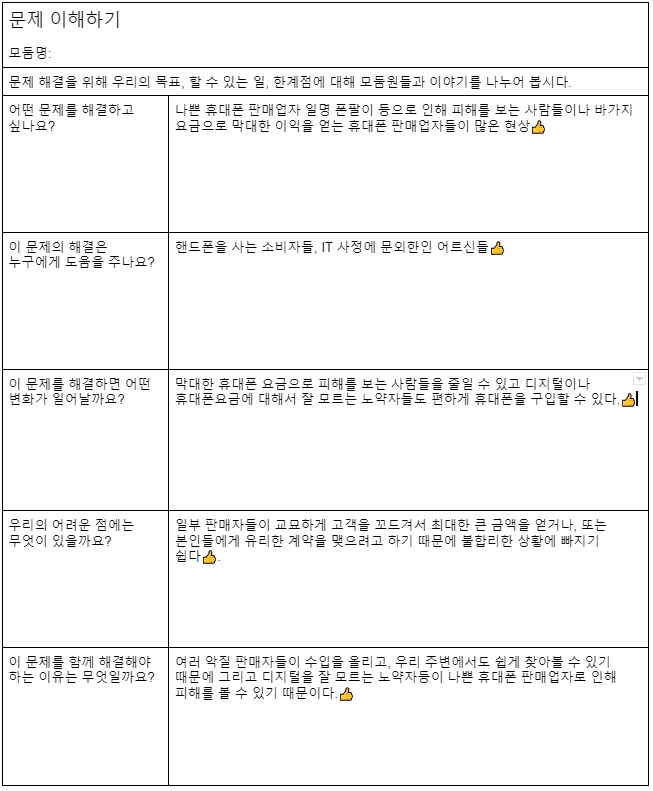 문제 이해하기
모둠명:
문제 해결을 위해 우리의 목표, 할 수 있는 일, 한계점에 대해 모둠원들과 이야기를 나누어 봅시다.
어떤 문제를 해결하고
싶나요?
나쁜 휴대폰 판매업자 일명 폰팔이 등으로 인해 피해를 보는 사람들이나 바가지
요금으로 막대한 이익을 얻는 휴대폰 판매업자들이 많은 현상👍
이 문제의 해결은
누구에게 도움을 주나요?
핸드폰을 사는 소비자들, IT 사정에 문외한인 어르신들👍
이 문제를 해결하면 어떤
변화가 일어날까요?
막대한 휴대폰 요금으로 피해를 보는 사람들을 줄일 수 있고 디지털이나
휴대폰요금에 대해서 잘 모르는 노약자들도 편하게 휴대폰을 구입할 수 있다.👍
우리의 어려운 점에는
무엇이 있을까요?
일부 판매자들이 교묘하게 고객을 꼬드겨서 최대한 큰 금액을 얻거나, 또는
본인들에게 유리한 계약을 맺으려고 하기 때문에 불합리한 상황에 빠지기
쉽다👍.
이 문제를 함께 해결해야
하는 이유는 무엇일까요?
여러 악질 판매자들이 수입을 올리고, 우리 주변에서도 쉽게 찾아볼 수 있기
때문에 그리고 디지털을 잘 모르는 노약자등이 나쁜 휴대폰 판매업자로 인해
피해를 볼 수 있기 때문이다.👍